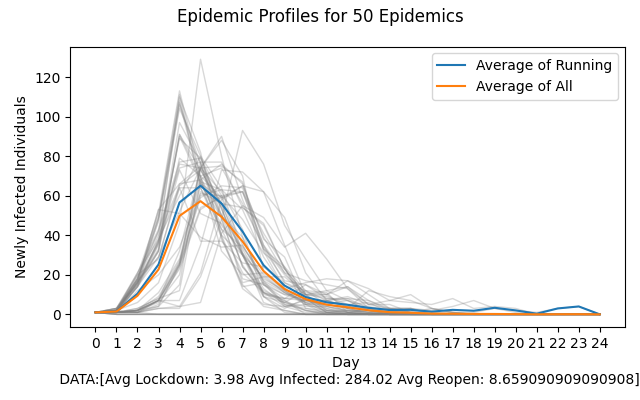 Epidemic Profiles for 50 Epidemics
Average of Running
Average of All
Newly Infected Individuals
120
100
80
60
40
20
0
0 1 2 3 4 5 6 7 8 9 10 11 12 13 14 15 16 17 18 19 20 21 22 23 24
Day
DATA:[Avg Lockdown: 3.98 Avg Infected: 284.02 Avg Reopen: 8.659090909090908]